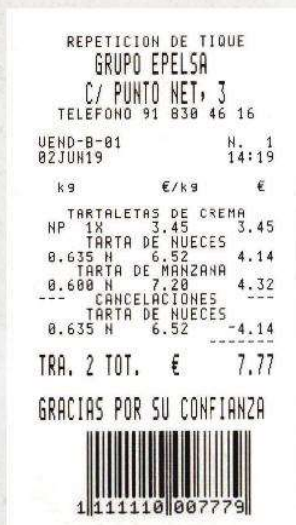 REPETICION DE TIQUE
GRUPO EPELSA
C/ PUNTO NET, 3
TELEFONO 91 830 46 16
VEND-B-01 N. 1
02JUN19 14:19
kg €/kg €
TARTALETAS DE CREMA
NP 1X 3.45 3.45
TARTA DE NUECES
0.635 N 6.52 4.14
TARTA DE MANZANA
0.600 N 7.20 4.32
--- CANCELACIONES ---
TARTA DE NUECES
0.635 N 6.52 -4.14
-------
TRA. 2 TOT. € 7.77
GRACIAS POR SU CONFIANZA
1 111110 007779